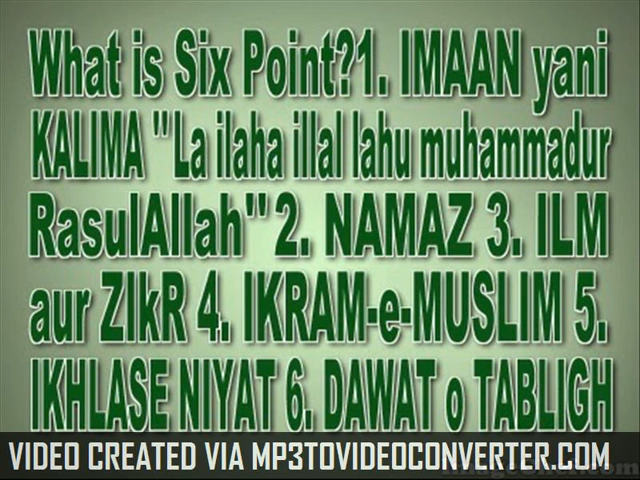 What is Six Point?1. IMAAN yani
KALIMA "La ilaha illal lahu muhammadur
RasulAllah" 2. NAMAZ 3. ILM
aur ZIkR 4. IKRAM-e-MUSLIM 5.
IKHLASE NIYAT 6. DAWAT o TABLIGH
VIDEO CREATED VIA MP3TOVIDEOCONVERTER.COM